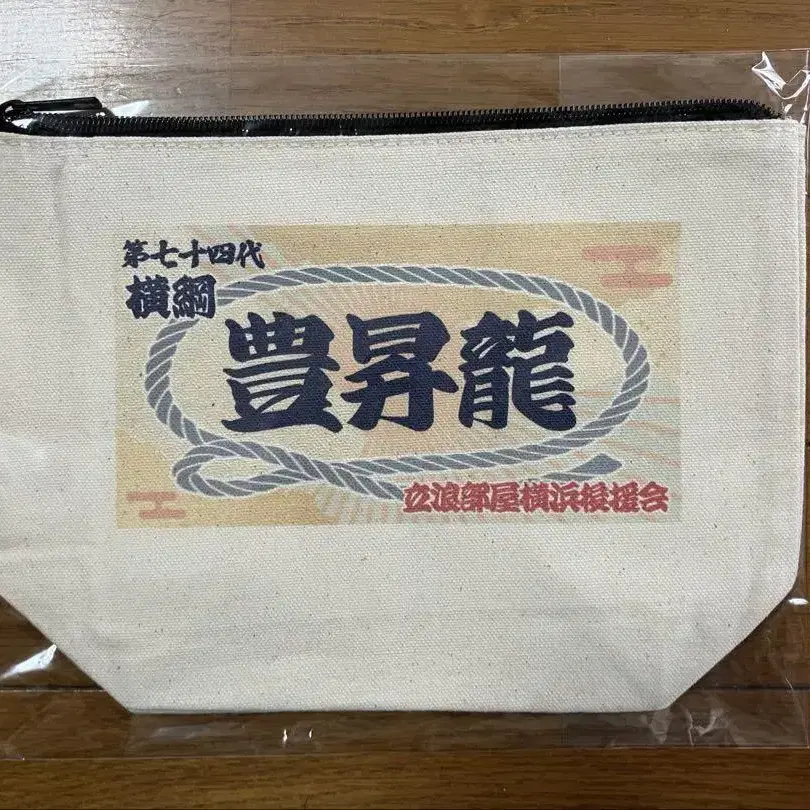 第七十四代
横綱
豊昇龍
立浪部屋横浜後援会